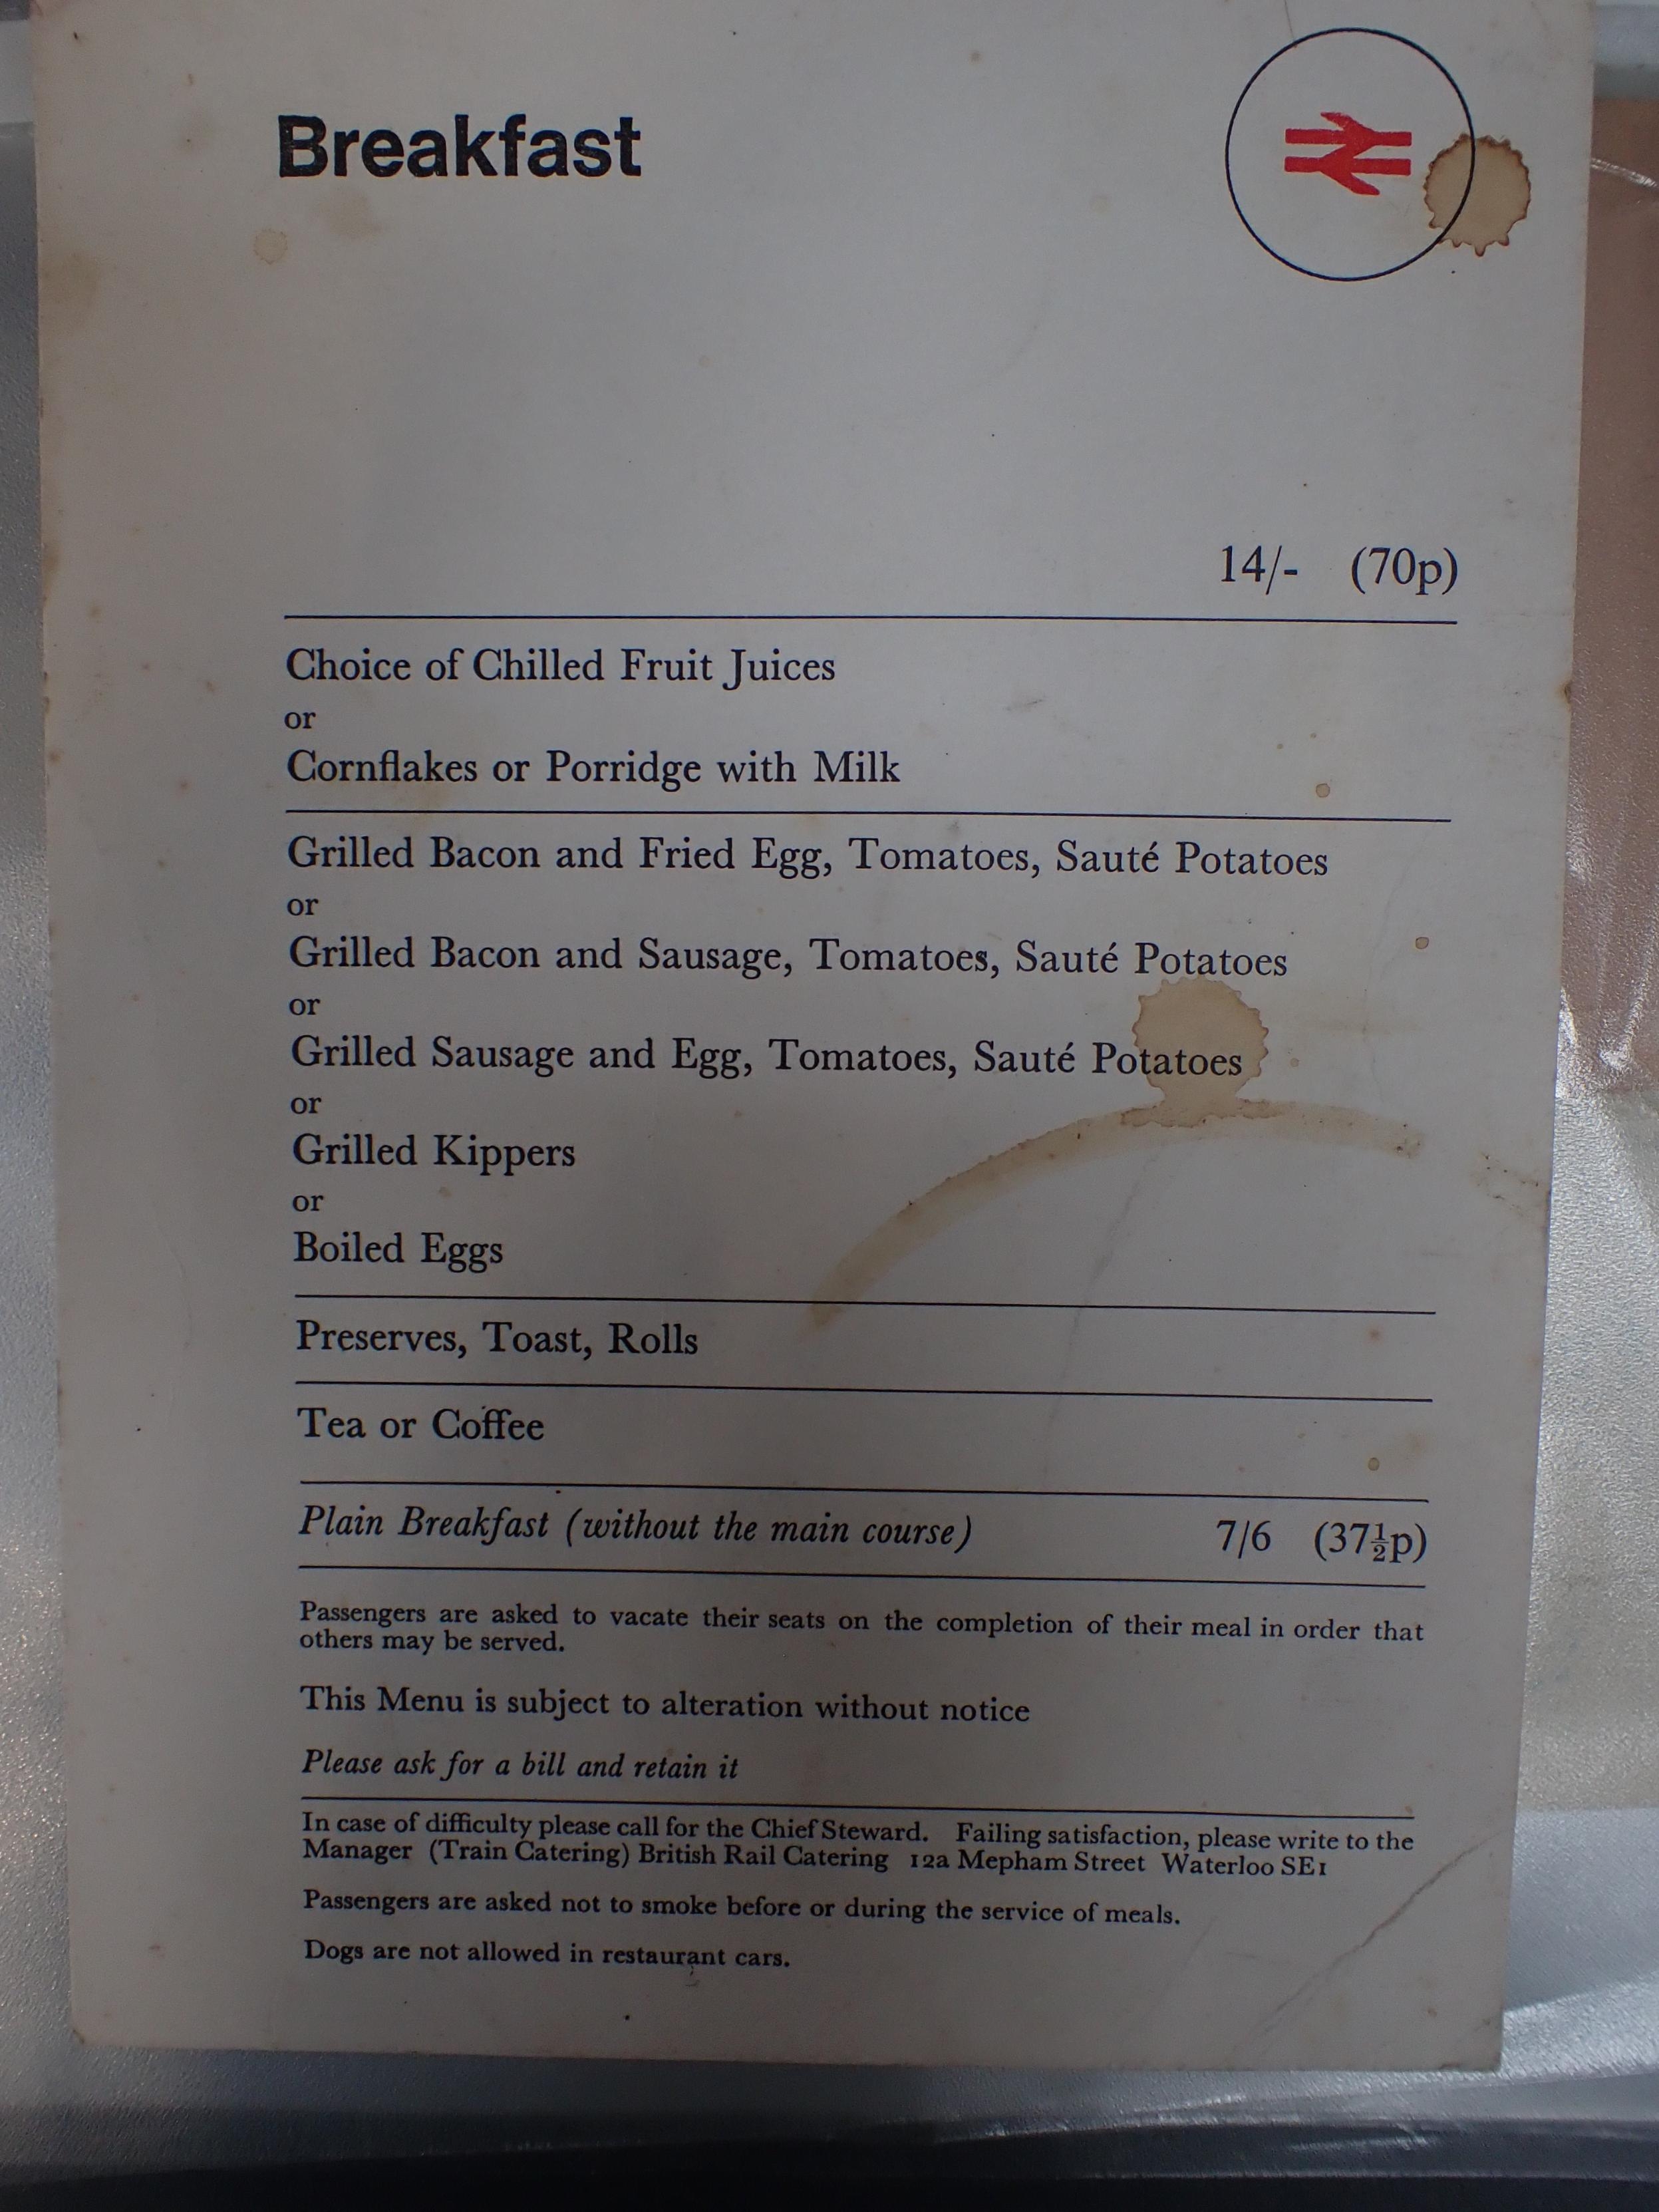 Breakfast
14/- (70p)
Choice of Chilled Fruit Juices
or
Cornflakes or Porridge with Milk
Grilled Bacon and Fried Egg, Tomatoes, Sauté Potatoes
or
Grilled Bacon and Sausage, Tomatoes, Sauté Potatoes
or
Grilled Sausage and Egg, Tomatoes, Sauté Potatoes
or
Grilled Kippers
or
Boiled Eggs
Preserves, Toast, Rolls
Tea or Coffee
Plain Breakfast (without the main course) 7/6 (37½p)
Passengers are asked to vacate their seats on the completion of their meal in order that
others may be served.
This Menu is subject to alteration without notice
Please ask for a bill and retain it
In case of difficulty please call for the Chief Steward. Failing satisfaction, please write to the
Manager (Train Catering) British Rail Catering 12a Mepham Street Waterloo SE1
Passengers are asked not to smoke before or during the service of meals.
Dogs are not allowed in restaurant cars.